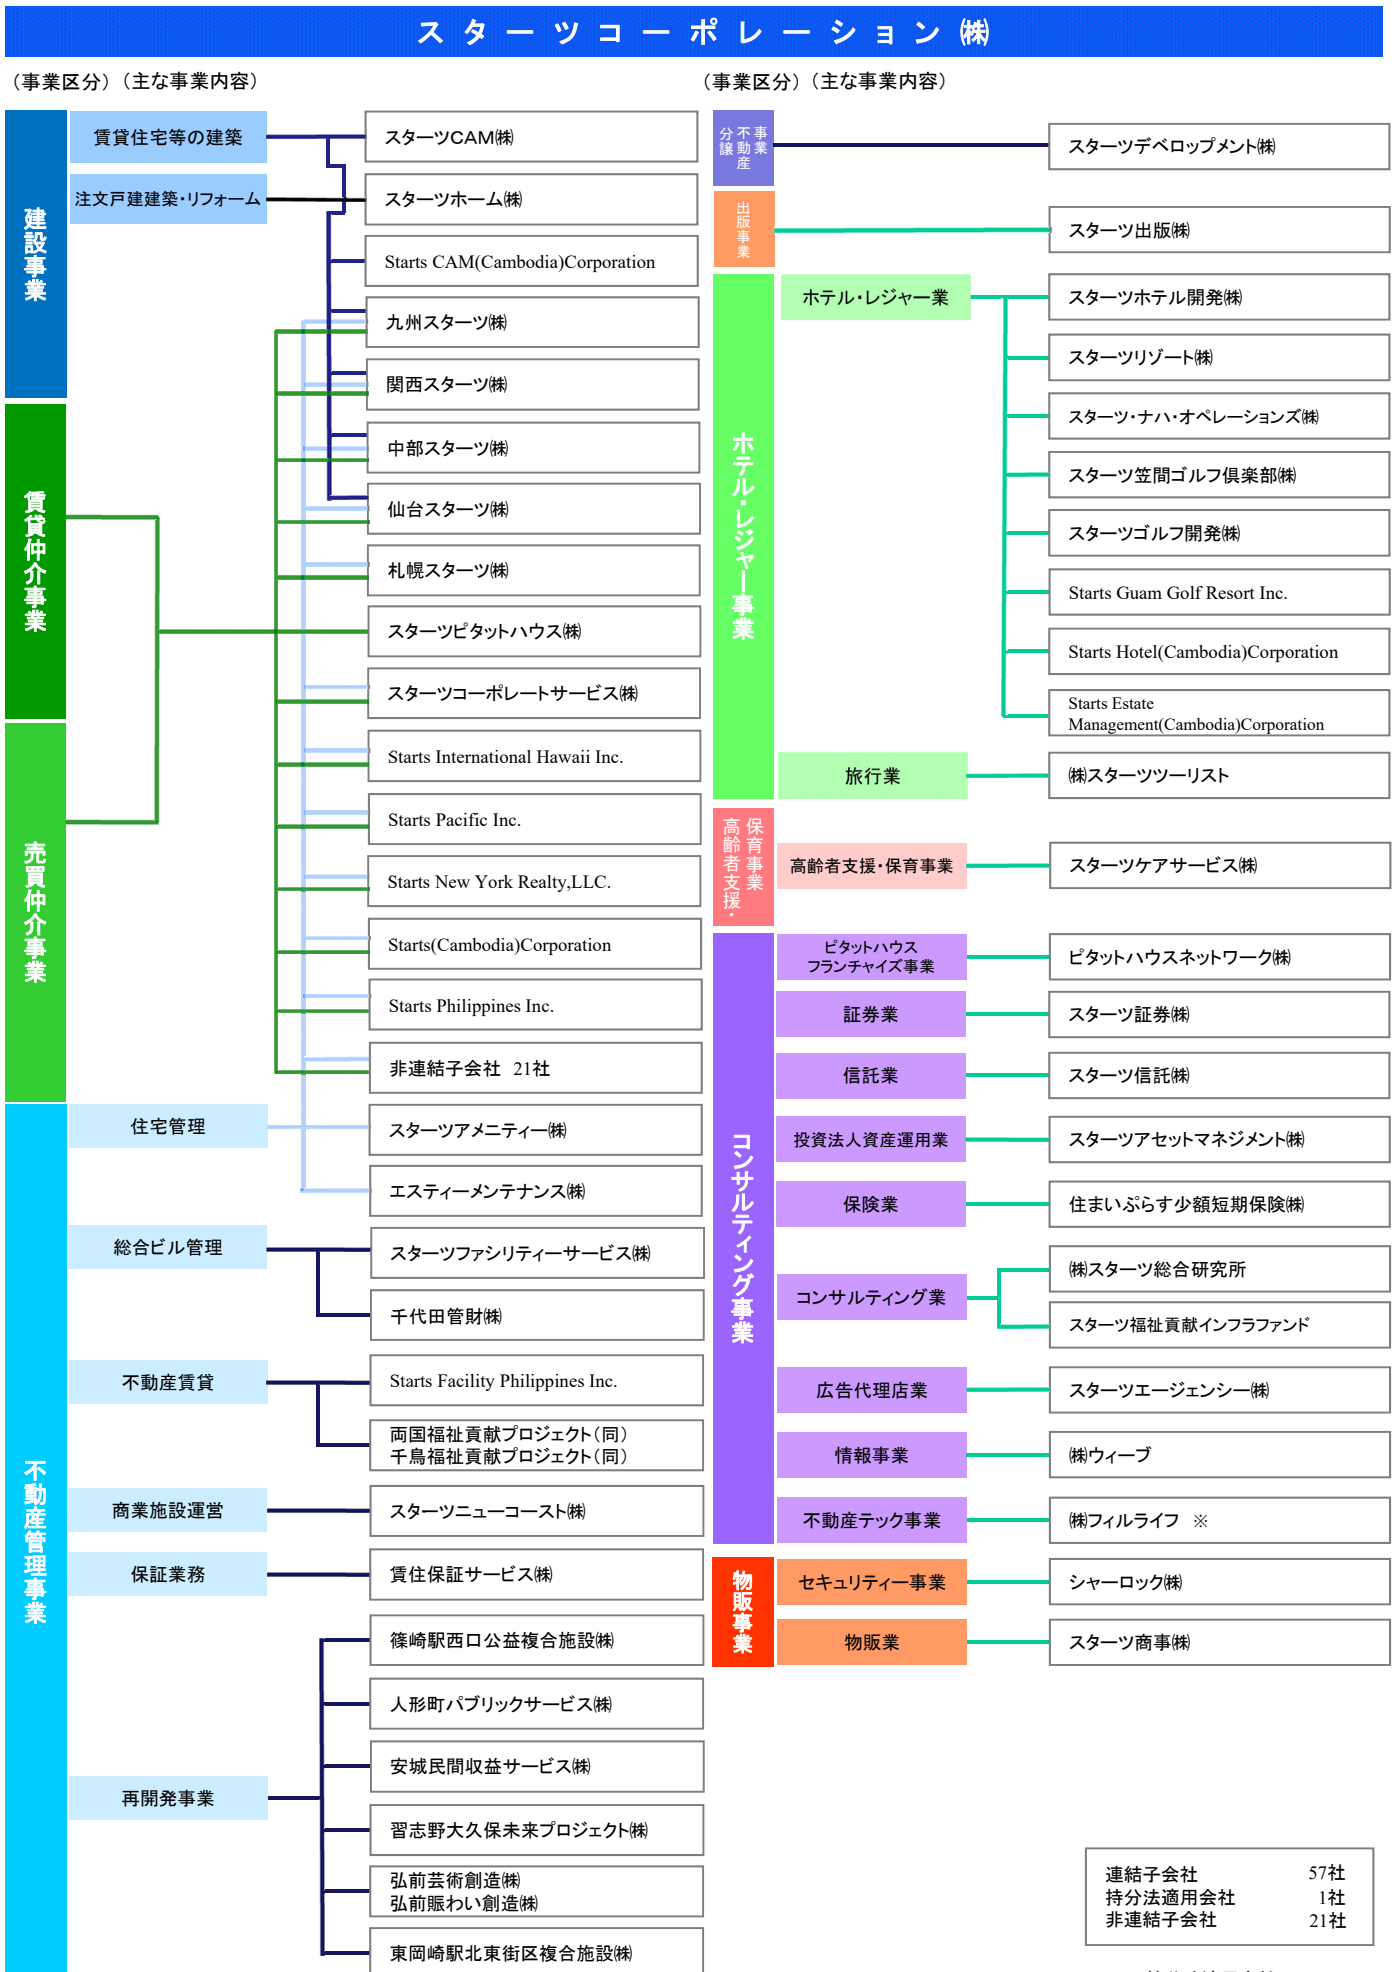 スターツコーポレーション㈱
（事業区分）（主な事業内容）
建設事業
賃貸住宅等の建築
スターツCAM㈱
注文戸建建築・リフォーム
スターツホーム㈱
Starts CAM(Cambodia)Corporation
九州スターツ㈱
関西スターツ㈱
賃貸仲介事業
中部スターツ㈱
仙台スターツ㈱
札幌スターツ㈱
スターツピタットハウス㈱
スターツコーポレートサービス㈱
売買仲介事業
Starts International Hawaii Inc.
Starts Pacific Inc.
Starts New York Realty,LLC.
Starts(Cambodia)Corporation
Starts Philippines Inc.
非連結子会社 21社
不動産管理事業
住宅管理
スターツアメニティー㈱
エスティーメンテナンス㈱
総合ビル管理
スターツファシリティーサービス㈱
千代田管財㈱
不動産賃貸
Starts Facility Philippines Inc.
両国福祉貢献プロジェクト（同）
千鳥福祉貢献プロジェクト（同）
商業施設運営
スターツニューコースト㈱
保証業務
賃住保証サービス㈱
再開発事業
篠崎駅西口公益複合施設㈱
人形町パブリックサービス㈱
安城民間収益サービス㈱
習志野大久保未来プロジェクト㈱
弘前芸術創造㈱
弘前賑わい創造㈱
東岡崎駅北東街区複合施設㈱
（事業区分）（主な事業内容）
分譲
不動産
事業
スターツデベロップメント㈱
出版事業
スターツ出版㈱
ホテル・レジャー事業
ホテル・レジャー業
スターツホテル開発㈱
スターツリゾート㈱
スターツ・ナハ・オペレーションズ㈱
スターツ笠間ゴルフ倶楽部㈱
スターツゴルフ開発㈱
Starts Guam Golf Resort Inc.
Starts Hotel(Cambodia)Corporation
Starts Estate
Management(Cambodia)Corporation
旅行業
㈱スターツツーリスト
高齢者支援・
保育事業
高齢者支援・保育事業
スターツケアサービス㈱
コンサルティング事業
ピタットハウス
フランチャイズ事業
ピタットハウスネットワーク㈱
証券業
スターツ証券㈱
信託業
スターツ信託㈱
投資法人資産運用業
スターツアセットマネジメント㈱
保険業
住まいぷらす少額短期保険㈱
コンサルティング業
㈱スターツ総合研究所
スターツ福祉貢献インフラファンド
広告代理店業
スターツエージェンシー㈱
情報事業
㈱ウィーブ
不動産テック事業
㈱フィルライフ ※
物販事業
セキュリティー事業
シャーロック㈱
物販業
スターツ商事㈱
連結子会社 57社
持分法適用会社 1社
非連結子会社 21社